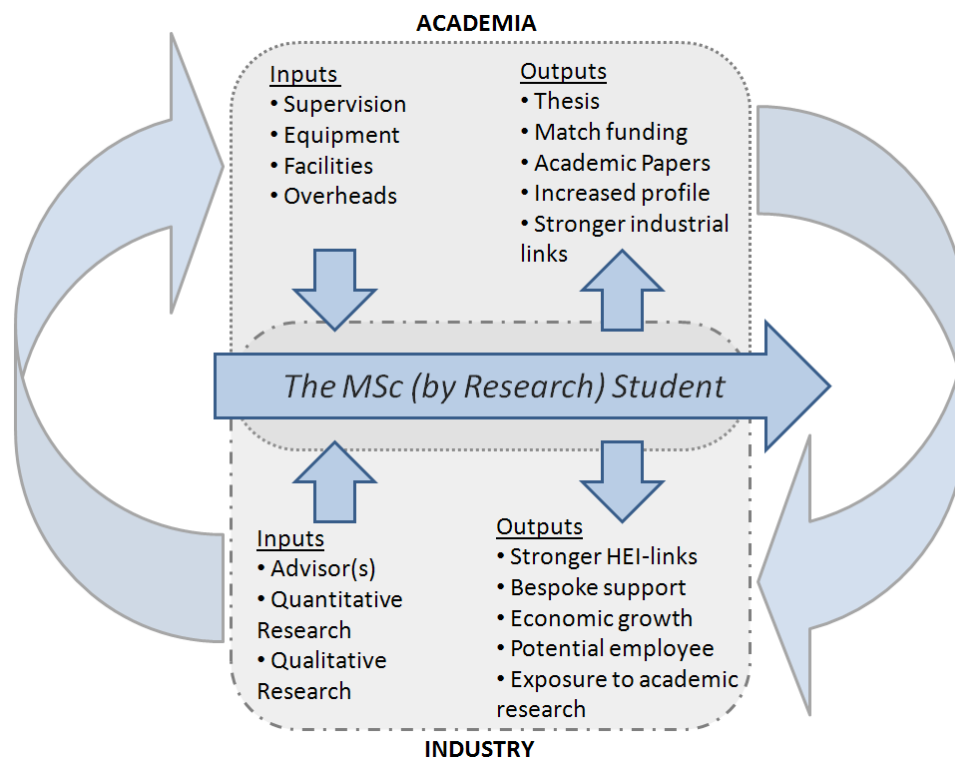 ACADEMIA
Inputs
• Supervision
• Equipment
• Facilities
• Overheads
Outputs
• Thesis
• Match funding
• Academic Papers
• Increased profile
• Stronger industrial
links
The MSc (by Research) Student
Inputs
• Advisor(s)
• Quantitative
Research
• Qualitative
Research
Outputs
• Stronger HEI-links
• Bespoke support
• Economic growth
• Potential employee
• Exposure to academic
research
INDUSTRY